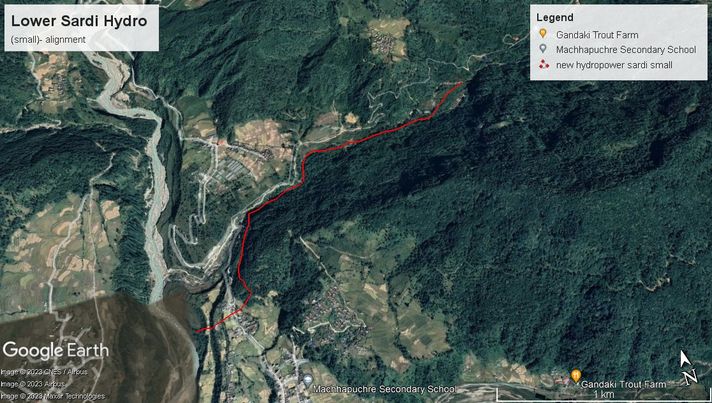 Lower Sardi Hydro
(small)- alignment
Legend
Gandaki Trout Farm
Machhapuchre Secondary School
new hydropower sardi small
Google Earth
Image © 2023 CNES / Airbus
Image © 2023 Airbus
Image © 2023 Maxar Technologies
Machhapuchre Secondary School
Gandaki Trout Farm
1 km
N